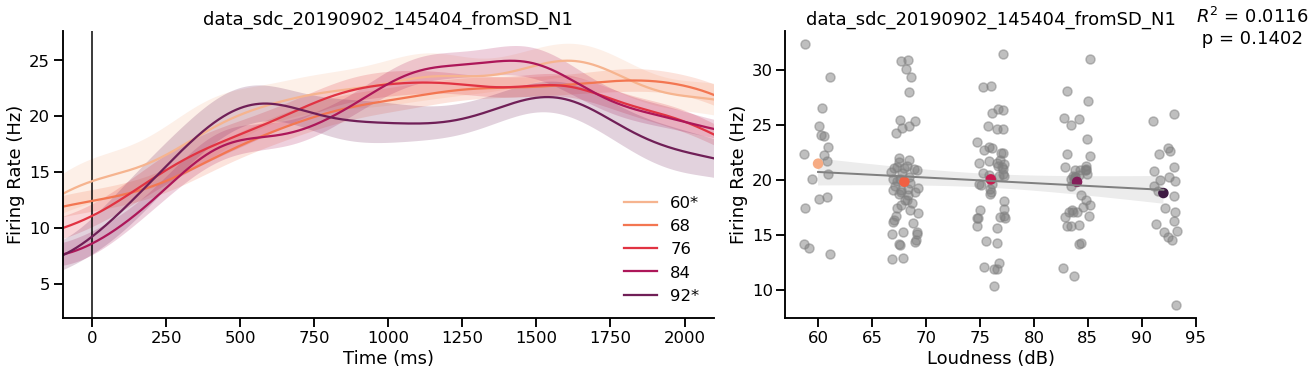 data_sdc_20190902_145404_fromSD_N1
Firing Rate (Hz)
25
20
15
10
5
0 250 500 750 1000 1250 1500 1750 2000
Time (ms)
60*
68
76
84
92*
data_sdc_20190902_145404_fromSD_N1
R² = 0.0116
p = 0.1402
Firing Rate (Hz)
30
25
20
15
10
60 65 70 75 80 85 90 95
Loudness (dB)